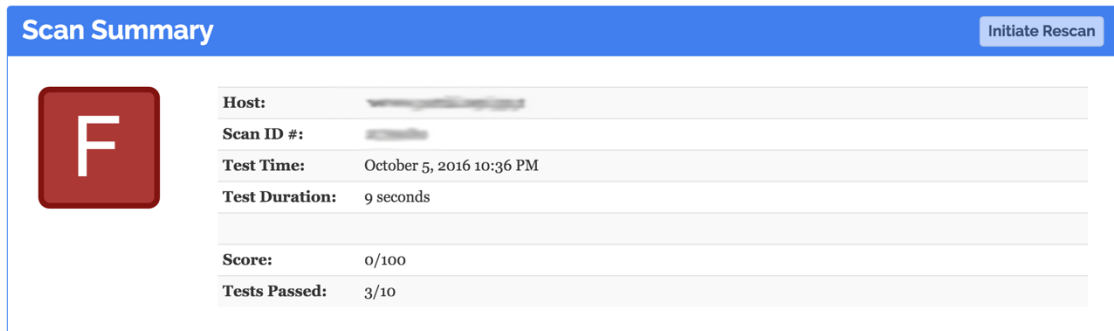 Scan Summary
Initiate Rescan
F
Host:
Scan ID #:
Test Time: October 5, 2016 10:36 PM
Test Duration: 9 seconds
Score: 0/100
Tests Passed: 3/10